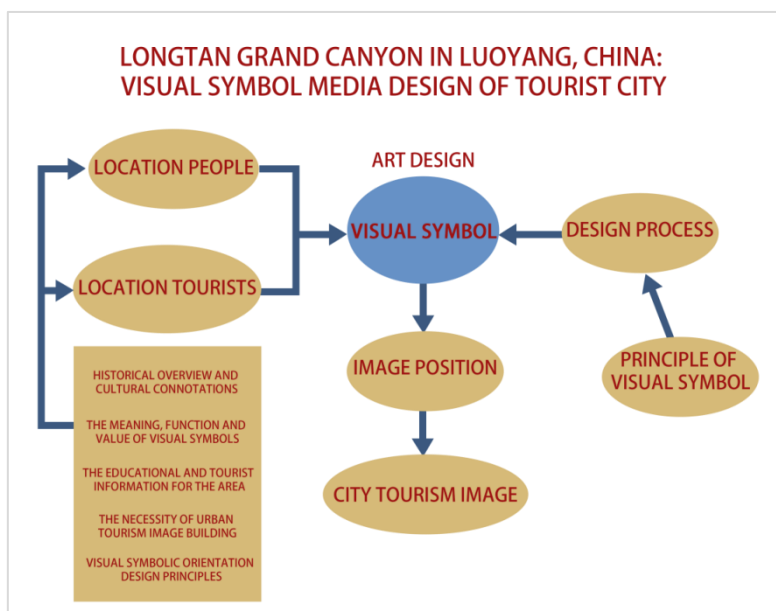 LONGTAN GRAND CANYON IN LUOYANG, CHINA:
VISUAL SYMBOL MEDIA DESIGN OF TOURIST CITY
LOCATION PEOPLE
ART DESIGN
VISUAL SYMBOL
DESIGN PROCESS
LOCATION TOURISTS
IMAGE POSITION
PRINCIPLE OF
VISUAL SYMBOL
CITY TOURISM IMAGE
HISTORICAL OVERVIEW AND
CULTURAL CONNOTATIONS
THE MEANING, FUNCTION AND
VALUE OF VISUAL SYMBOLS
THE EDUCATIONAL AND TOURIST
INFORMATION FOR THE AREA
THE NECESSITY OF URBAN
TOURISM IMAGE BUILDING
VISUAL SYMBOLIC ORIENTATION
DESIGN PRINCIPLES